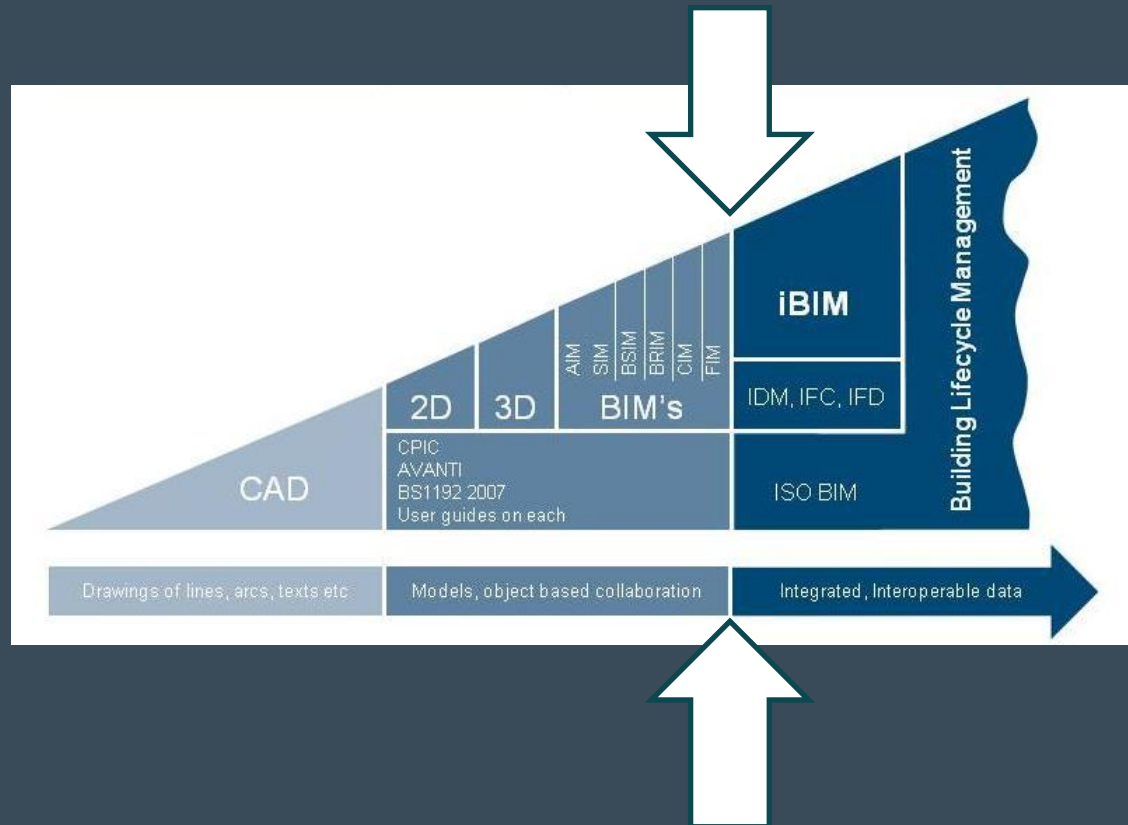 CAD
2D
3D
AIM
SIM
BSIM
BRIM
CIM
FIM
BIM's
CPIC
AVANTI
BS1192 2007
User guides on each
iBIM
IDM, IFC, IFD
ISO BIM
Building Lifecycle Management
Drawings of lines, arcs, texts etc
Models, object based collaboration
Integrated, Interoperable data